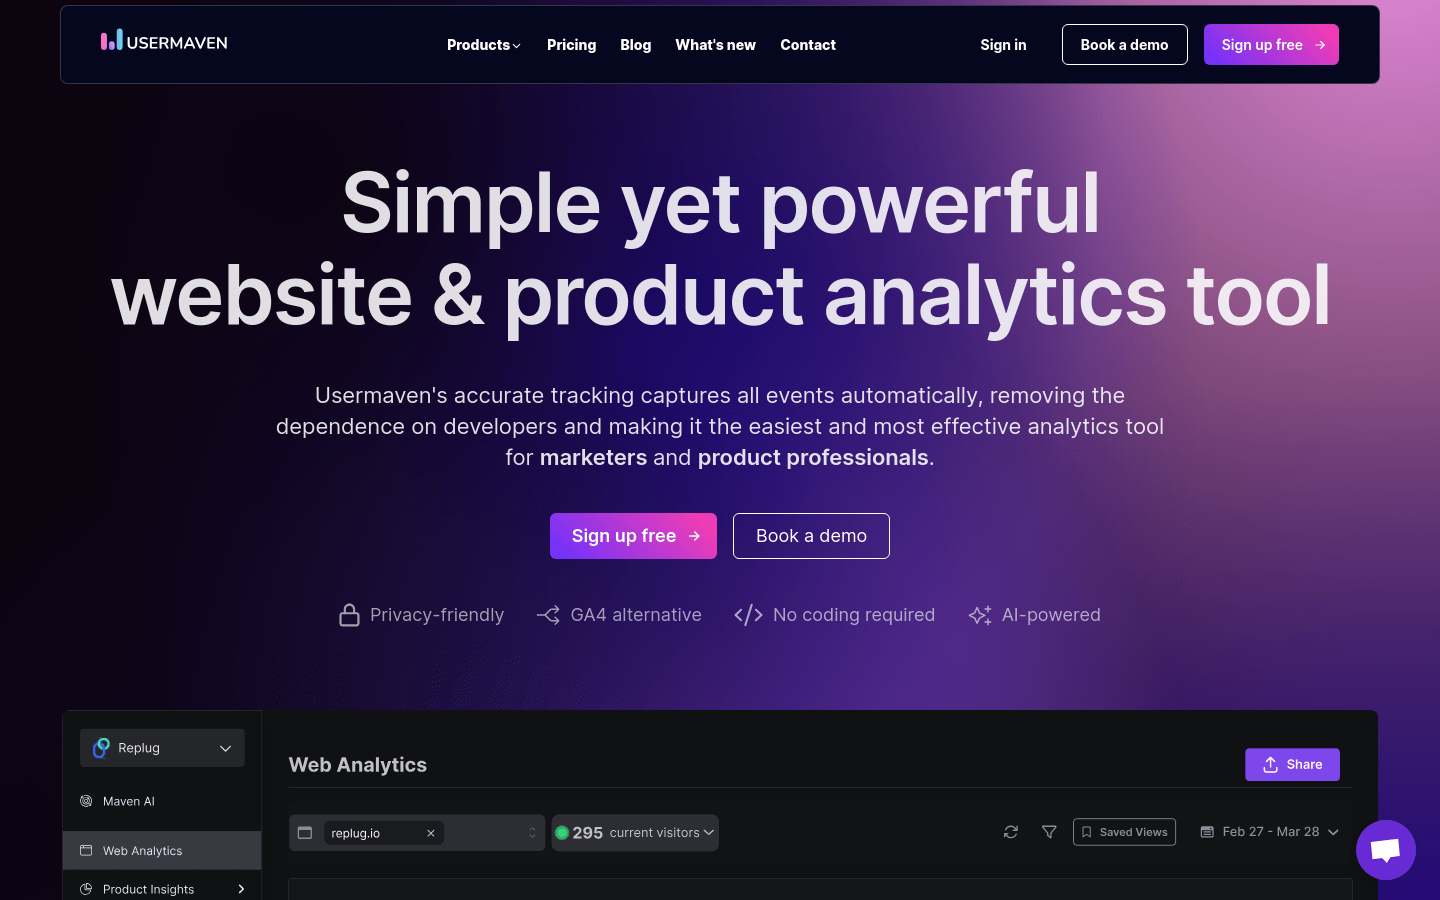 USERMAVEN
Products
Pricing
Blog
What's new
Contact
Sign in
Book a demo
Sign up free
Simple yet powerful
website & product analytics tool
Usermaven's accurate tracking captures all events automatically, removing the
dependence on developers and making it the easiest and most effective analytics tool
for marketers and product professionals.
Sign up free
Book a demo
Privacy-friendly
GA4 alternative
No coding required
AI-powered
Replug
Maven AI
Web Analytics
Product Insights
Web Analytics
Share
replug.io
295 current visitors
Saved Views
Feb 27 - Mar 28